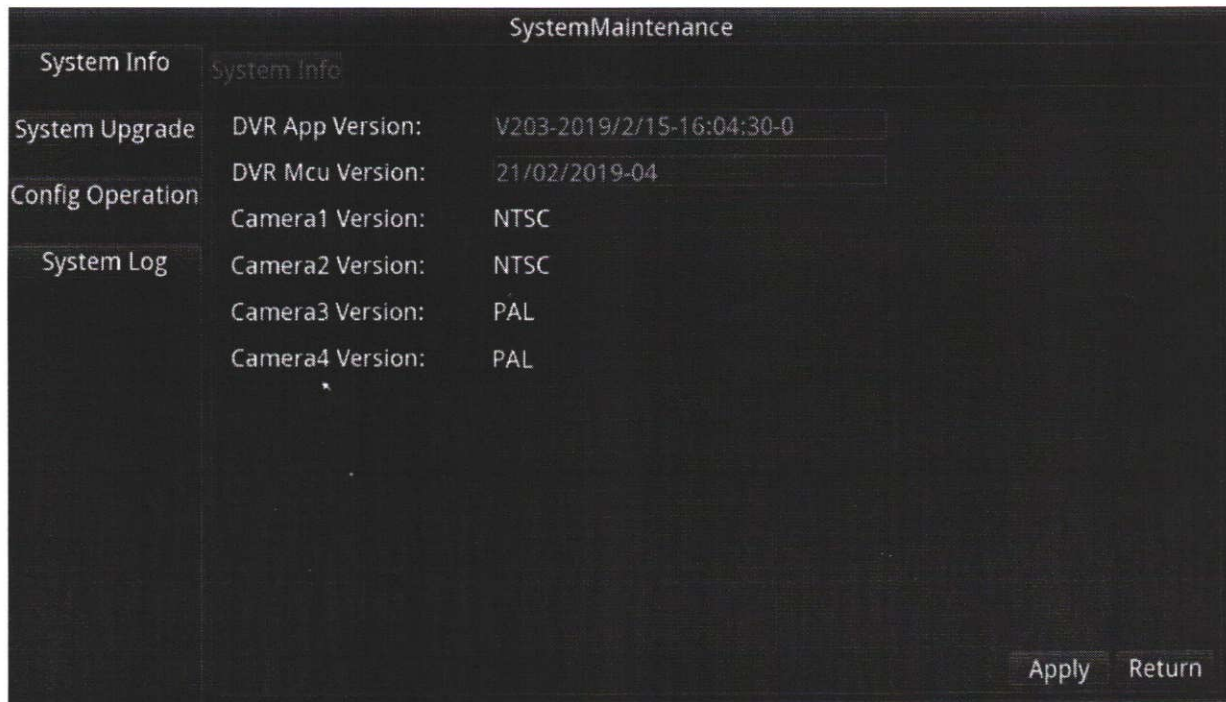 SystemMaintenance
System Info
System Info
System Upgrade
DVR App Version: V203-2019/2/15-16:04:30-0
DVR Mcu Version: 21/02/2019-04
Config Operation
Camera1 Version: NTSC
System Log
Camera2 Version: NTSC
Camera3 Version: PAL
Camera4 Version: PAL
Apply
Return